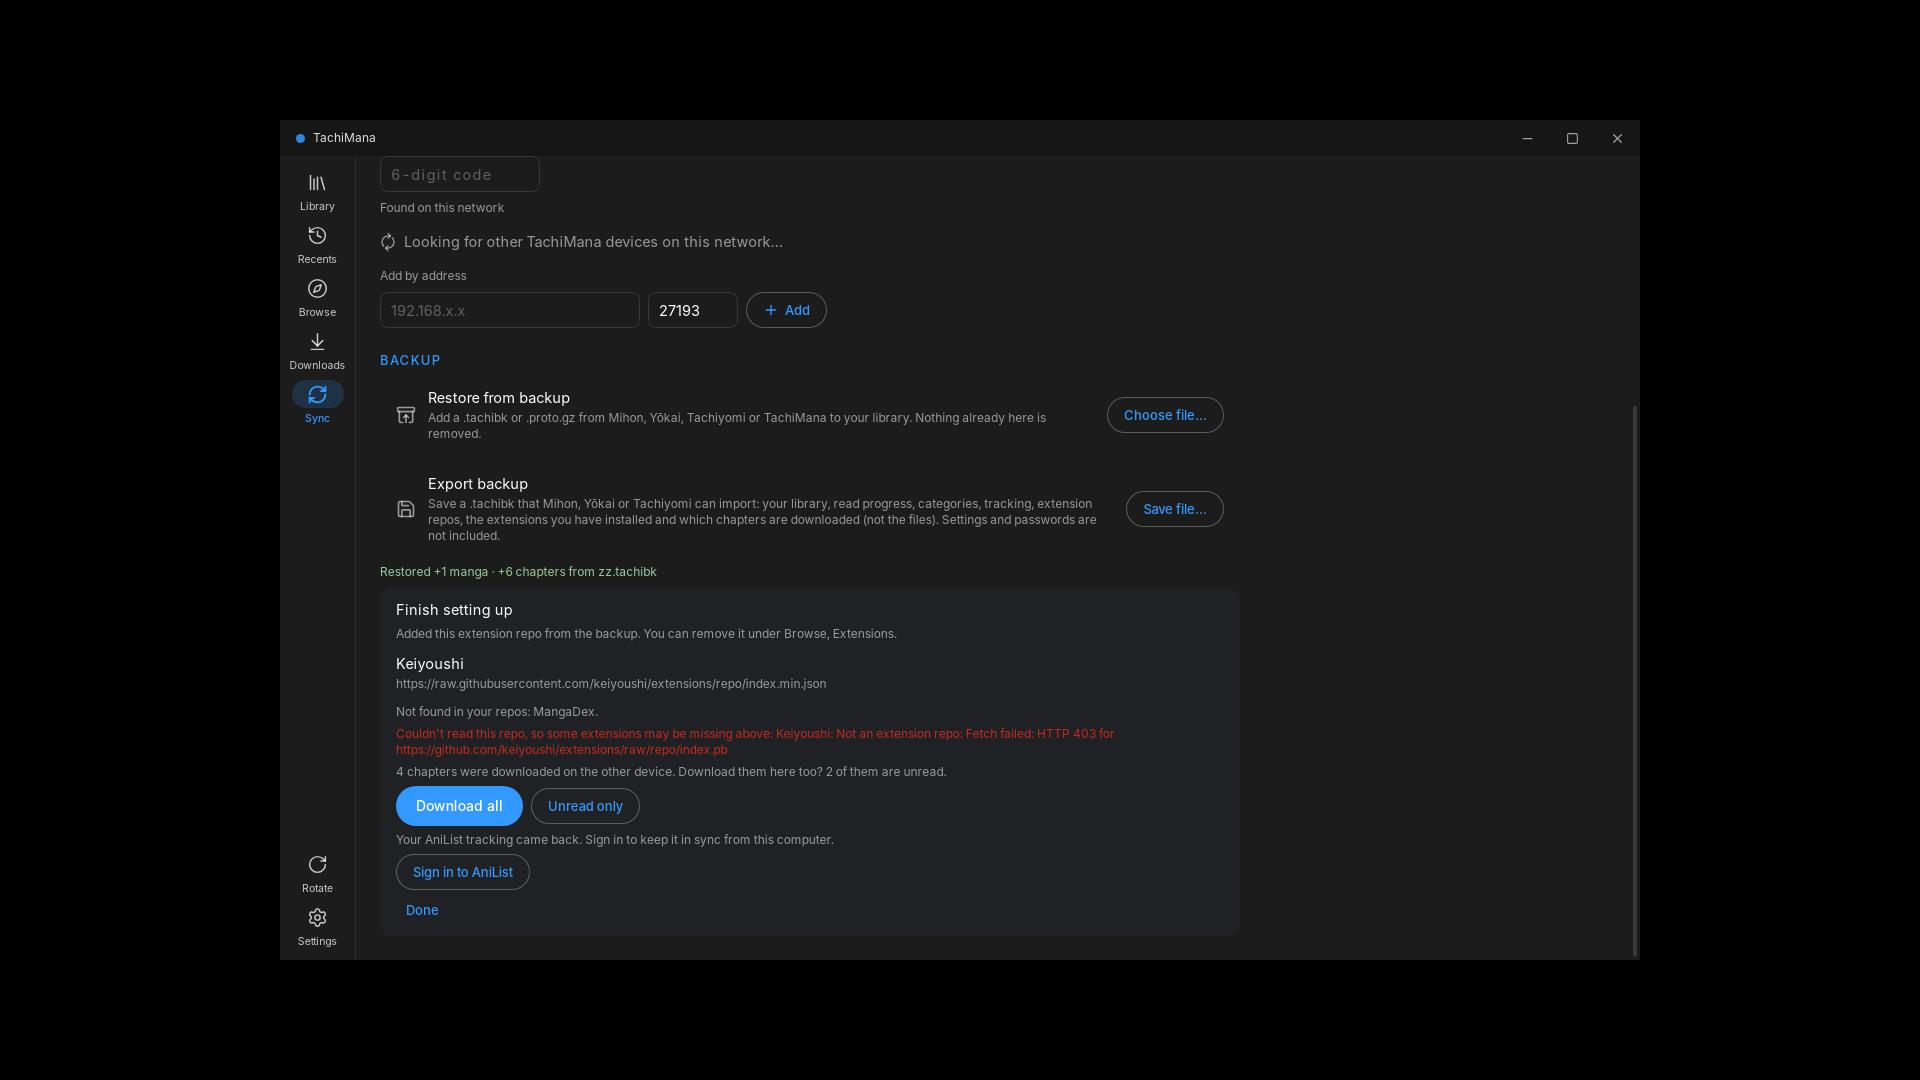 TachiMana
Library
Recents
Browse
Downloads
Sync
Rotate
Settings
6-digit code
Found on this network
Looking for other TachiMana devices on this network...
Add by address
192.168.x.x
27193
Add
BACKUP
Restore from backup
Add a .tachibk or .proto.gz from Mihon, Yōkai, Tachiyomi or TachiMana to your library. Nothing already here is
removed.
Choose file...
Export backup
Save a .tachibk that Mihon, Yōkai or Tachiyomi can import: your library, read progress, categories, tracking, extension
repos, the extensions you have installed and which chapters are downloaded (not the files). Settings and passwords are
not included.
Save file...
Restored +1 manga · +6 chapters from zz.tachibk
Finish setting up
Added this extension repo from the backup. You can remove it under Browse, Extensions.
Keiyoushi
https://raw.githubusercontent.com/keiyoushi/extensions/repo/index.min.json
Not found in your repos: MangaDex.
Couldn't read this repo, so some extensions may be missing above: Keiyoushi: Not an extension repo: Fetch failed: HTTP 403 for
https://github.com/keiyoushi/extensions/raw/repo/index.pb
4 chapters were downloaded on the other device. Download them here too? 2 of them are unread.
Download all
Unread only
Your AniList tracking came back. Sign in to keep it in sync from this computer.
Sign in to AniList
Done